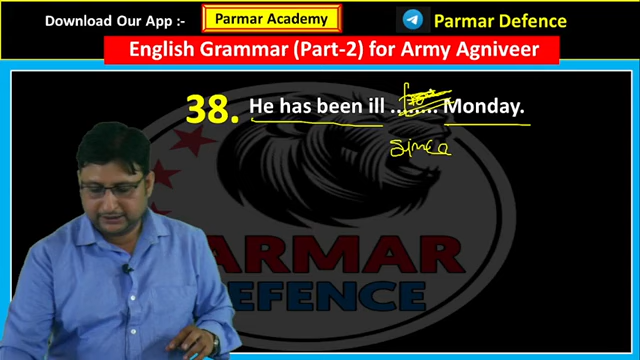 Download Our App :- Parmar Academy Parmar Defence
English Grammar (Part-2) for Army Agniveer
38. He has been ill ........ Monday.
since
PARMAR
DEFENCE